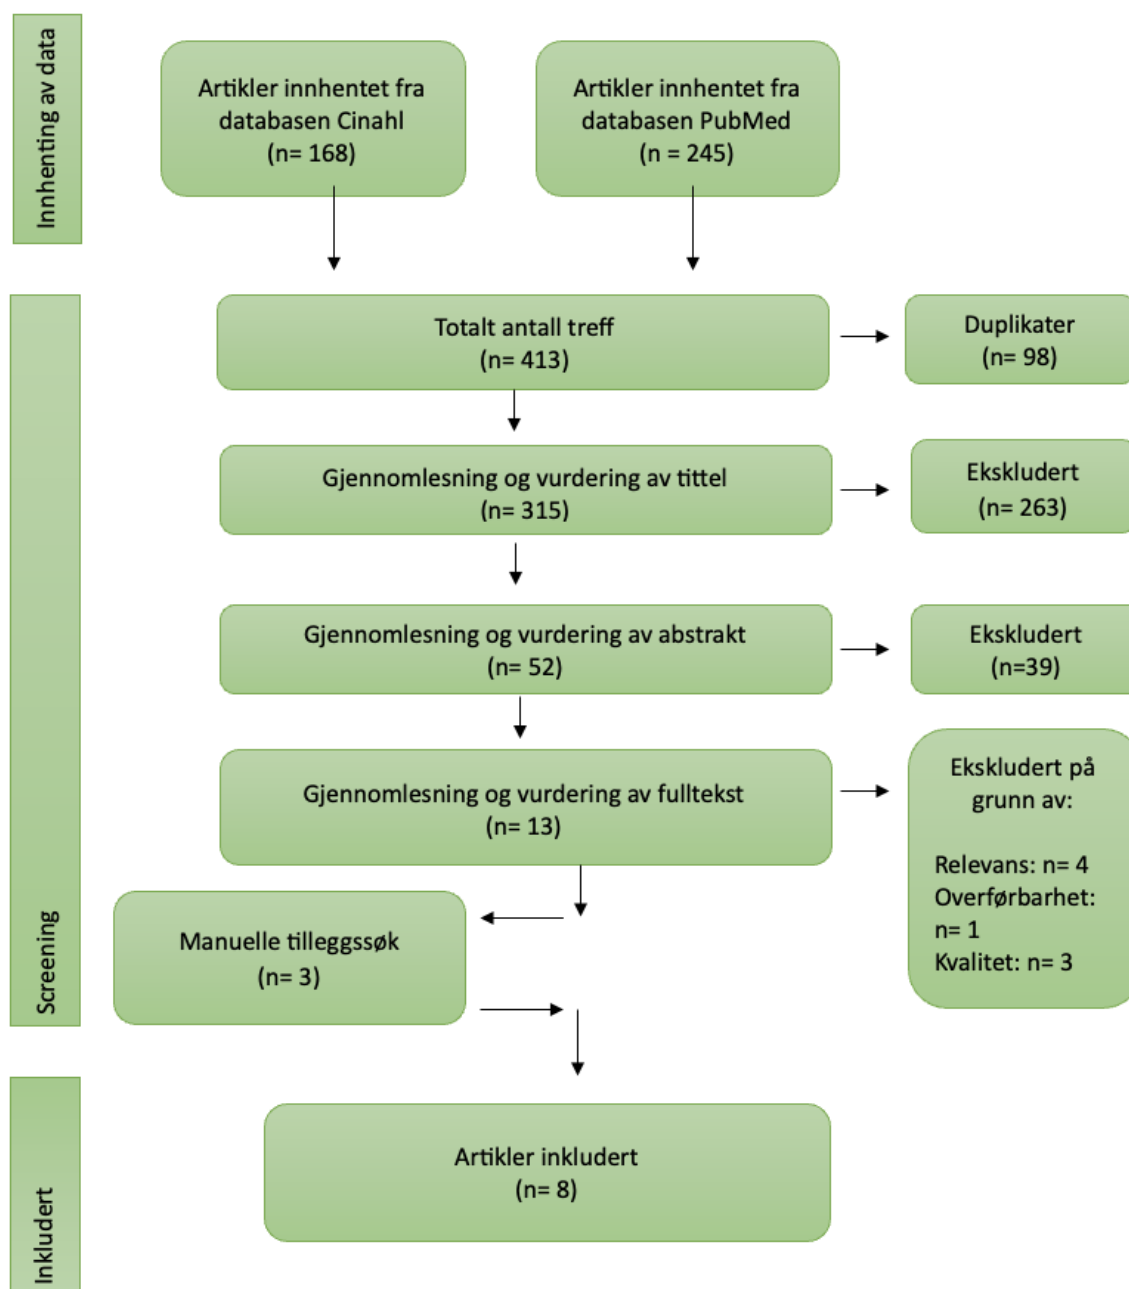 Innhenting av data
Artikler innhentet fra
databasen Cinahl
(n= 168)
Artikler innhentet fra
databasen PubMed
(n = 245)
Screening
Totalt antall treff
(n= 413)
Duplikater
(n= 98)
Gjennomlesning og vurdering av tittel
(n= 315)
Ekskludert
(n= 263)
Gjennomlesning og vurdering av abstrakt
(n= 52)
Ekskludert
(n=39)
Gjennomlesning og vurdering av fulltekst
(n= 13)
Ekskludert på
grunn av:
Relevans: n= 4
Overførbarhet:
n= 1
Kvalitet: n= 3
Manuelle tilleggssøk
(n= 3)
Inkludert
Artikler inkludert
(n= 8)